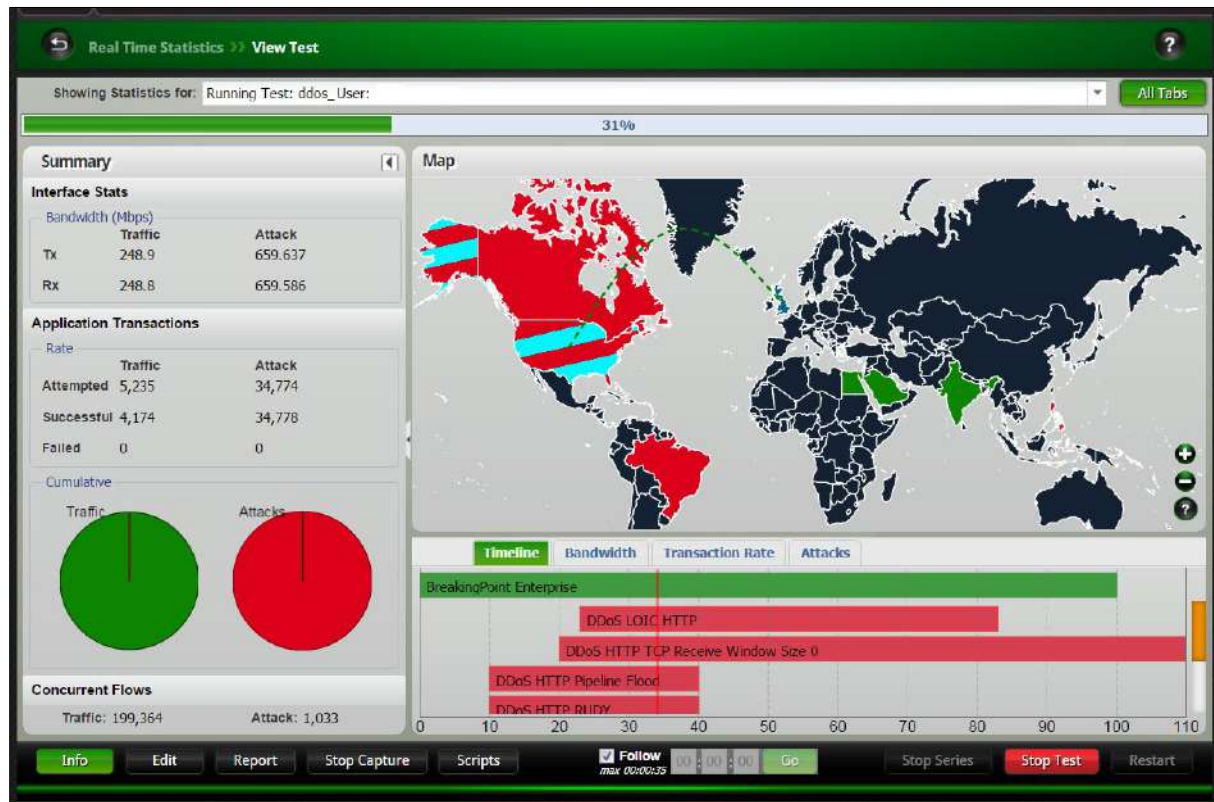 Real Time Statistics >> View Test
?
Showing Statistics for: Running Test: ddos_User:
All Tabs
31%
Summary
Interface Stats
Bandwidth (Mbps)
Traffic Attack
Tx 248.9 659.637
Rx 248.8 659.586
Application Transactions
Rate
Traffic Attack
Attempted 5,235 34,774
Successful 4,174 34,778
Failed 0 0
Cumulative
Traffic Attacks
Concurrent Flows
Traffic: 199,364 Attack: 1,033
Map
?
Timeline Bandwidth Transaction Rate Attacks
BreakingPoint Enterprise
DDoS LOIC HTTP
DDoS HTTP TCP Receive Window Size 0
DDoS HTTP Pipeline Flood
DDoS HTTP RUDY
0 10 20 30 40 50 60 70 80 90 100 110
Info Edit Report Stop Capture Scripts
Follow
max 00:00:35
00 : 00 : 00 Go
Stop Series Stop Test Restart